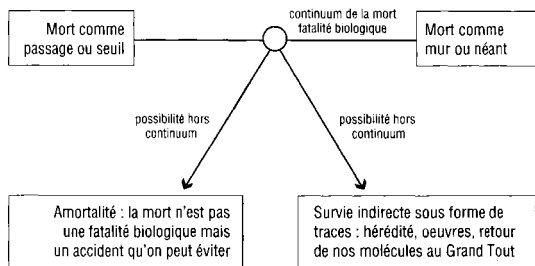 continuum de la mort
fatalité biologique
Mort comme
passage ou seuil
Mort comme
mur ou néant
possibilité hors
continuum
possibilité hors
continuum
Amortalité : la mort n'est pas
une fatalité biologique mais
un accident qu'on peut éviter
Survie indirecte sous forme de
traces : hérédité, oeuvres, retour
de nos molécules au Grand Tout